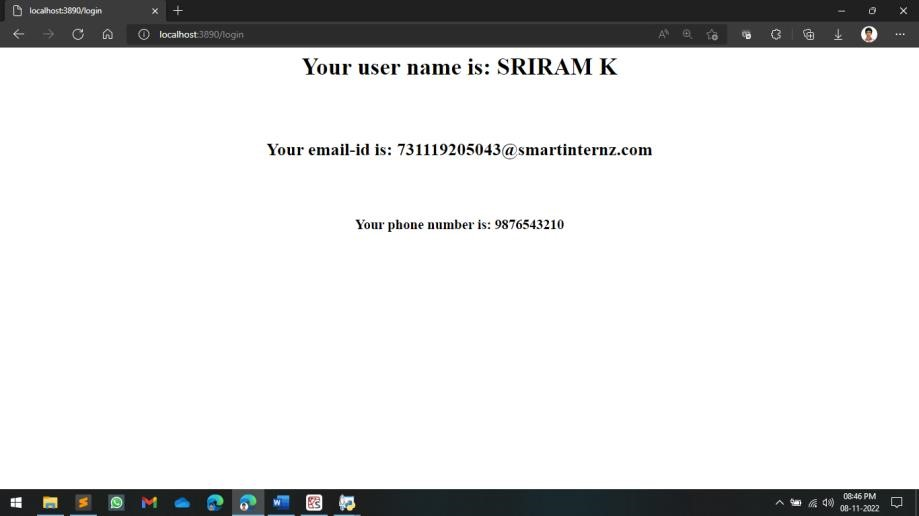 localhost:3890/login
localhost:3890/login
Your user name is: SRIRAM K
Your email-id is: 731119205043@smartinternz.com
Your phone number is: 9876543210
08:46 PM
08-11-2022